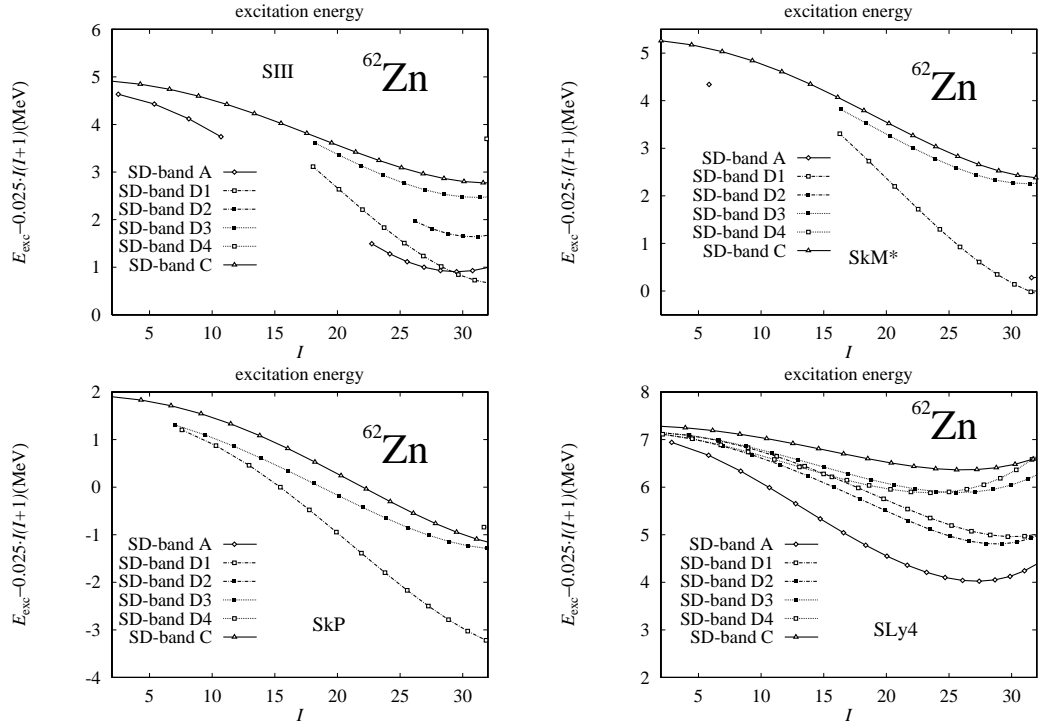 excitation energy
E_exc−0.025·I(I+1)(MeV)
6
5
4
3
2
1
0
SIII
⁶²Zn
SD-band A
SD-band D1
SD-band D2
SD-band D3
SD-band D4
SD-band C
5 10 15 20 25 30
I
excitation energy
E_exc−0.025·I(I+1)(MeV)
5
4
3
2
1
0
⁶²Zn
SD-band A
SD-band D1
SD-band D2
SD-band D3
SD-band D4
SD-band C
SkM*
5 10 15 20 25 30
I
excitation energy
E_exc−0.025·I(I+1)(MeV)
2
1
0
-1
-2
-3
-4
⁶²Zn
SD-band A
SD-band D1
SD-band D2
SD-band D3
SD-band D4
SD-band C
SkP
5 10 15 20 25 30
I
excitation energy
E_exc−0.025·I(I+1)(MeV)
8
7
6
5
4
3
2
⁶²Zn
SD-band A
SD-band D1
SD-band D2
SD-band D3
SD-band D4
SD-band C
SLy4
5 10 15 20 25 30
I